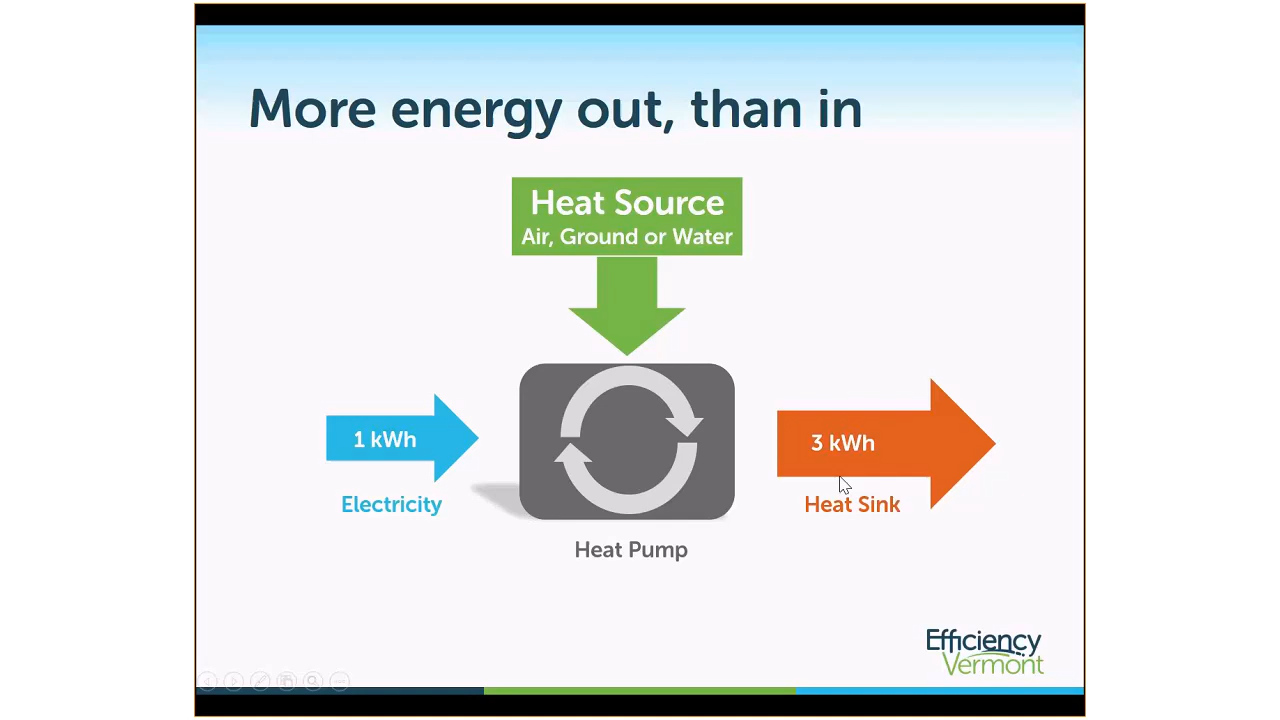 More energy out, than in
Heat Source
Air, Ground or Water
1 kWh
3 kWh
Electricity
Heat Sink
Heat Pump
Efficiency
Vermont